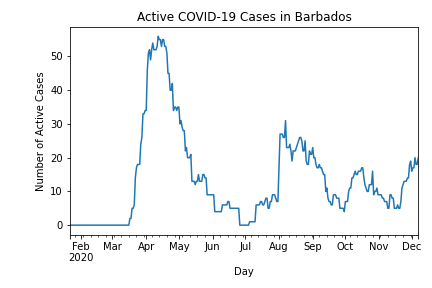 Active COVID-19 Cases in Barbados
Number of Active Cases
50
40
30
20
10
0
Feb Mar Apr May Jun Jul Aug Sep Oct Nov Dec
2020
Day